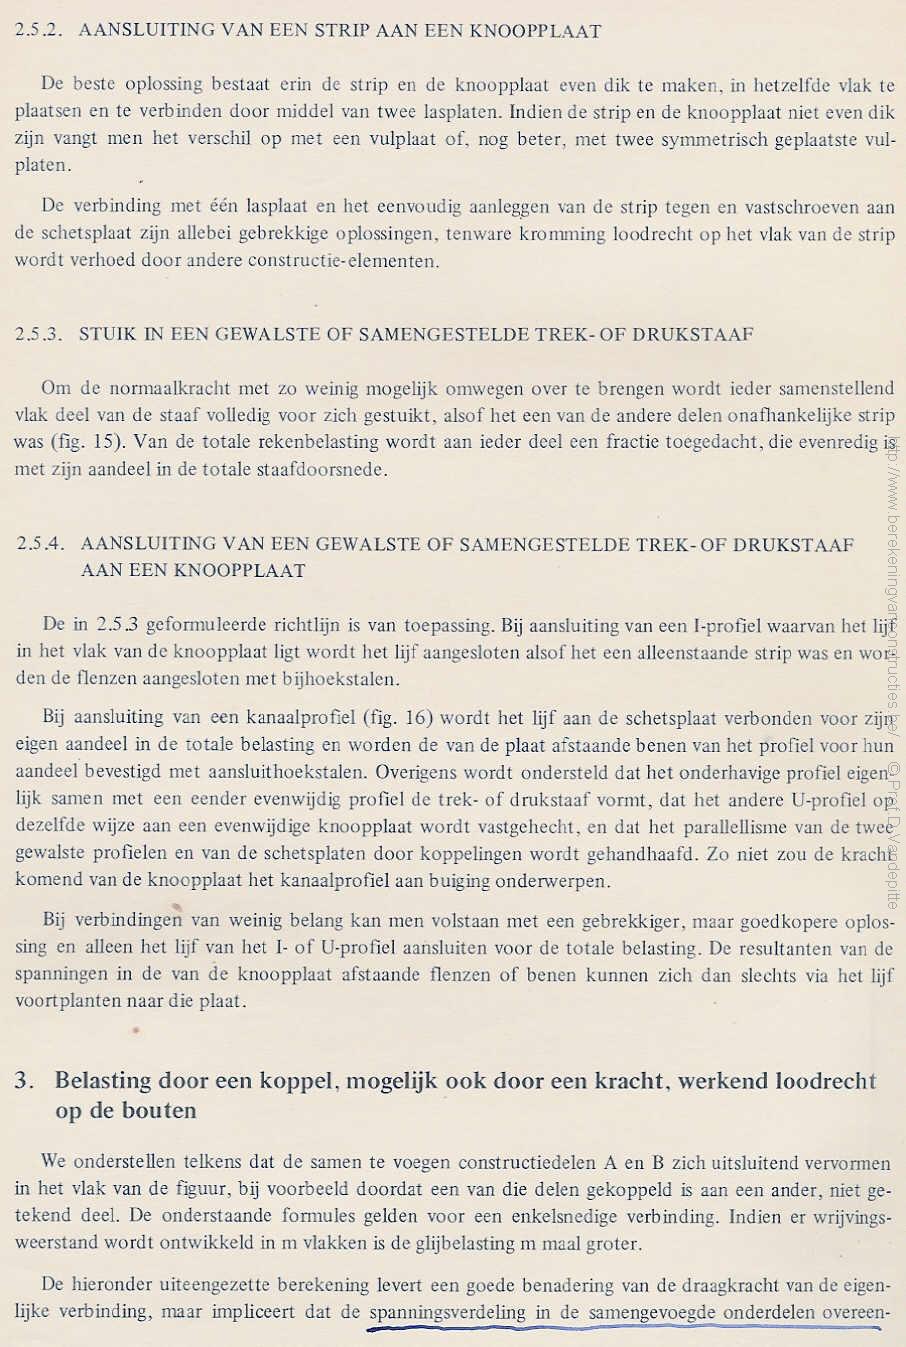 2.5.2. AANSLUITING VAN EEN STRIP AAN EEN KNOOPPLAAT
De beste oplossing bestaat erin de strip en de knoopplaat even dik te maken, in hetzelfde vlak te
plaatsen en te verbinden door middel van twee lasplaten. Indien de strip en de knoopplaat niet even dik
zijn vangt men het verschil op met een vulplaat of, nog beter, met twee symmetrisch geplaatste vul-
platen.
De verbinding met één lasplaat en het eenvoudig aanleggen van de strip tegen en vastschroeven aan
de schetsplaat zijn allebei gebrekkige oplossingen, tenware kromming loodrecht op het vlak van de strip
wordt verhoed door andere constructie-elementen.
2.5.3. STUIK IN EEN GEWALSTE OF SAMENGESTELDE TREK- OF DRUKSTAAF
Om de normaalkracht met zo weinig mogelijk omwegen over te brengen wordt ieder samenstellend
vlak deel van de staaf volledig voor zich gestuikt, alsof het een van de andere delen onafhankelijke strip
was (fig. 15). Van de totale rekenbelasting wordt aan ieder deel een fractie toegedacht, die evenredig is
met zijn aandeel in de totale staafdoorsnede.
2.5.4. AANSLUITING VAN EEN GEWALSTE OF SAMENGESTELDE TREK- OF DRUKSTAAF
AAN EEN KNOOPPLAAT
De in 2.5.3 geformuleerde richtlijn is van toepassing. Bij aansluiting van een I-profiel waarvan het lijf
in het vlak van de knoopplaat ligt wordt het lijf aangesloten alsof het een alleenstaande strip was en wor-
den de flenzen aangesloten met bijhoekstalen.
Bij aansluiting van een kanaalprofiel (fig. 16) wordt het lijf aan de schetsplaat verbonden voor zijn
eigen aandeel in de totale belasting en worden de van de plaat afstaande benen van het profiel voor hun
aandeel bevestigd met aansluithoekstalen. Overigens wordt ondersteld dat het onderhavige profiel eigen-
lijk samen met een eender evenwijdig profiel de trek- of drukstaaf vormt, dat het andere U-profiel op
dezelfde wijze aan een evenwijdige knoopplaat wordt vastgehecht, en dat het parallellisme van de twee
gewalste profielen en van de schetsplaten door koppelingen wordt gehandhaafd. Zo niet zou de kracht
komend van de knoopplaat het kanaalprofiel aan buiging onderwerpen.
Bij verbindingen van weinig belang kan men volstaan met een gebrekkiger, maar goedkopere oplos-
sing en alleen het lijf van het I- of U-profiel aansluiten voor de totale belasting. De resultanten van de
spanningen in de van de knoopplaat afstaande flenzen of benen kunnen zich dan slechts via het lijf
voortplanten naar die plaat.
3. Belasting door een koppel, mogelijk ook door een kracht, werkend loodrecht
op de bouten
We onderstellen telkens dat de samen te voegen constructiedelen A en B zich uitsluitend vervormen
in het vlak van de figuur, bij voorbeeld doordat een van die delen gekoppeld is aan een ander, niet ge-
tekend deel. De onderstaande formules gelden voor een enkelsnedige verbinding. Indien er wrijvings-
weerstand wordt ontwikkeld in m vlakken is de glijbelasting m maal groter.
De hieronder uiteengezette berekening levert een goede benadering van de draagkracht van de eigen-
lijke verbinding, maar impliceert dat de spanningsverdeling in de samengevoegde onderdelen overeen-
http://www.berekeningvanconstructies.be/ © Prof.D.Vandepitte